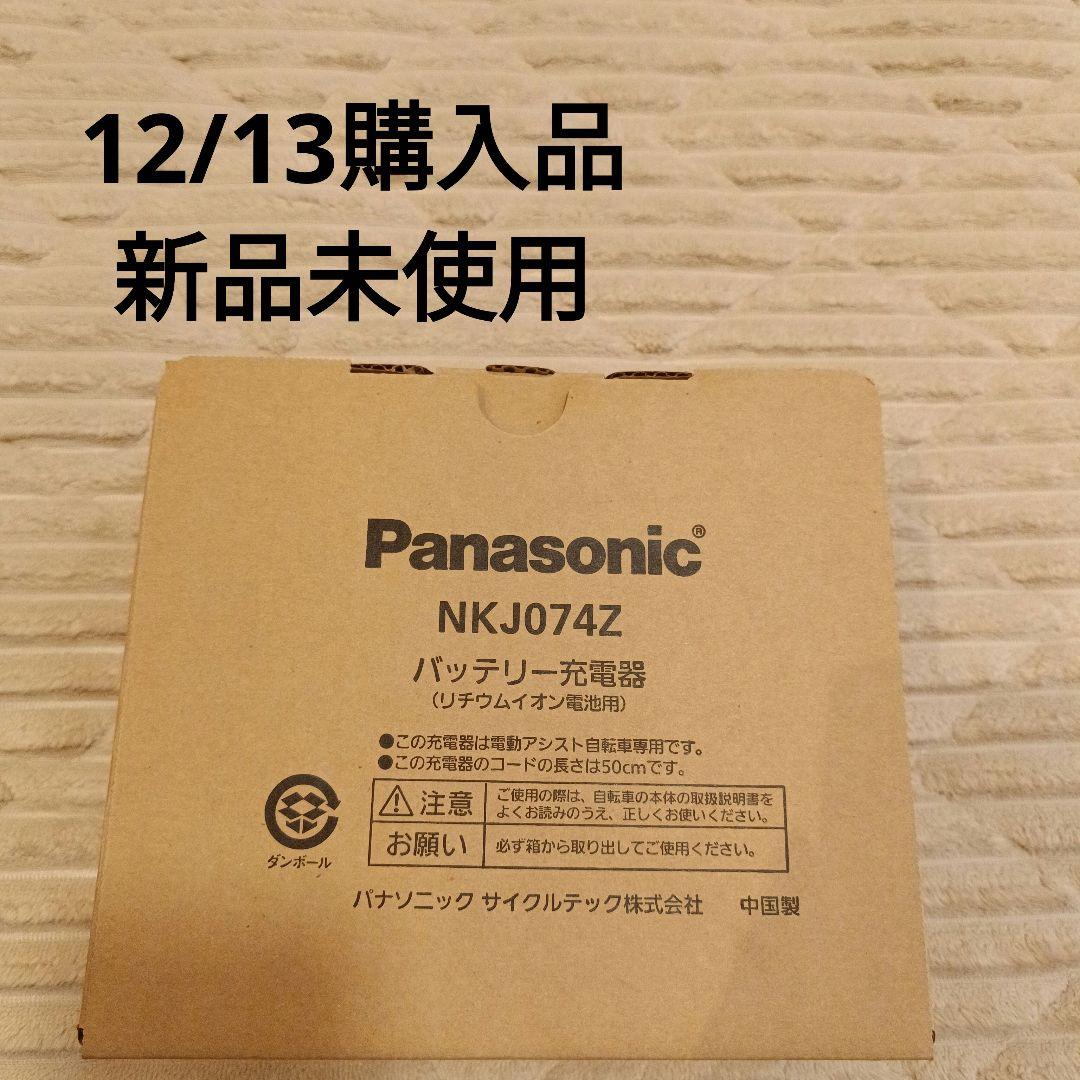 12/13購入品
新品未使用
Panasonic®
NKJ074Z
バッテリー充電器
(リチウムイオン電池用)
●この充電器は電動アシスト自転車専用です。
●この充電器のコードの長さは50cmです。
注意
ご使用の際は、自転車の本体の取扱説明書を
よくお読みのうえ、正しくお使いください。
お願い
必ず箱から取り出してご使用ください。
ダンボール
パナソニック サイクルテック株式会社 中国製